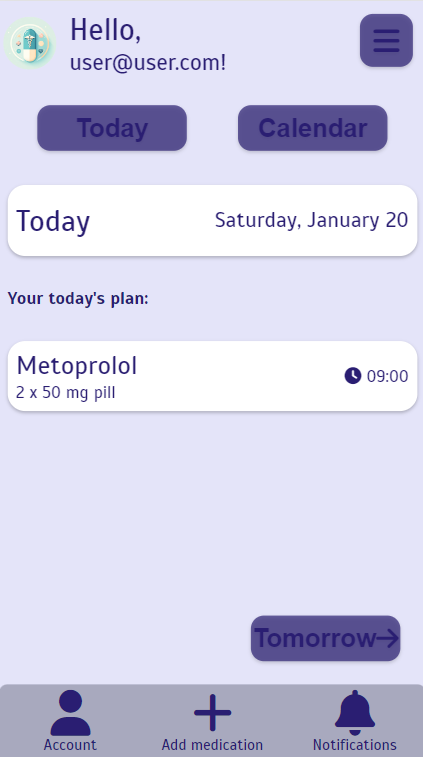 Hello,
user@user.com!
Today
Calendar
Today
Saturday, January 20
Your today's plan:
Metoprolol
2 x 50 mg pill
09:00
Tomorrow→
Account
Add medication
Notifications